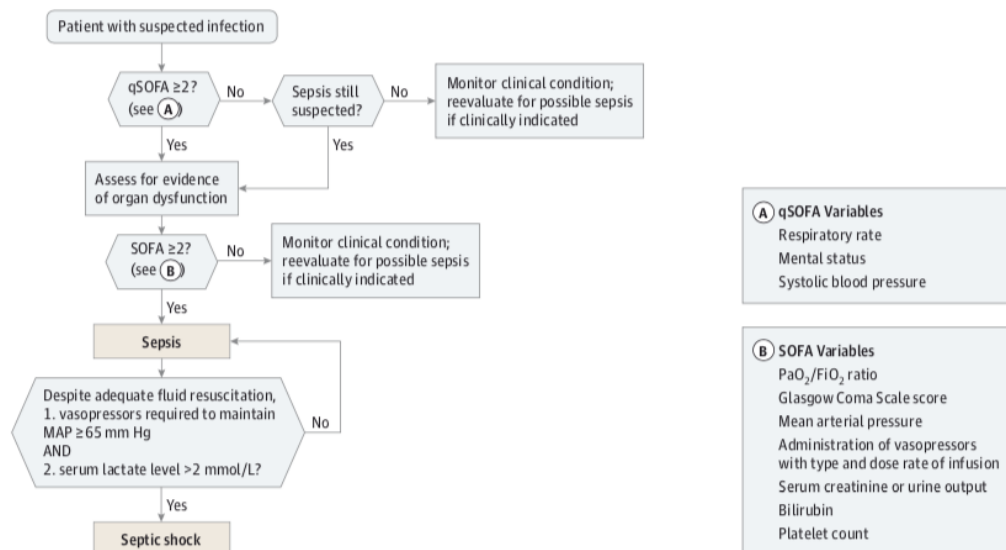 Patient with suspected infection
qSOFA ≥2?
(see A)
No
Sepsis still
suspected?
No
Monitor clinical condition;
reevaluate for possible sepsis
if clinically indicated
Yes
Yes
Assess for evidence
of organ dysfunction
SOFA ≥2?
(see B)
No
Monitor clinical condition;
reevaluate for possible sepsis
if clinically indicated
Yes
Sepsis
Despite adequate fluid resuscitation,
1. vasopressors required to maintain
MAP ≥65 mm Hg
AND
2. serum lactate level >2 mmol/L?
No
Yes
Septic shock
A qSOFA Variables
Respiratory rate
Mental status
Systolic blood pressure
B SOFA Variables
PaO₂/FiO₂ ratio
Glasgow Coma Scale score
Mean arterial pressure
Administration of vasopressors
with type and dose rate of infusion
Serum creatinine or urine output
Bilirubin
Platelet count